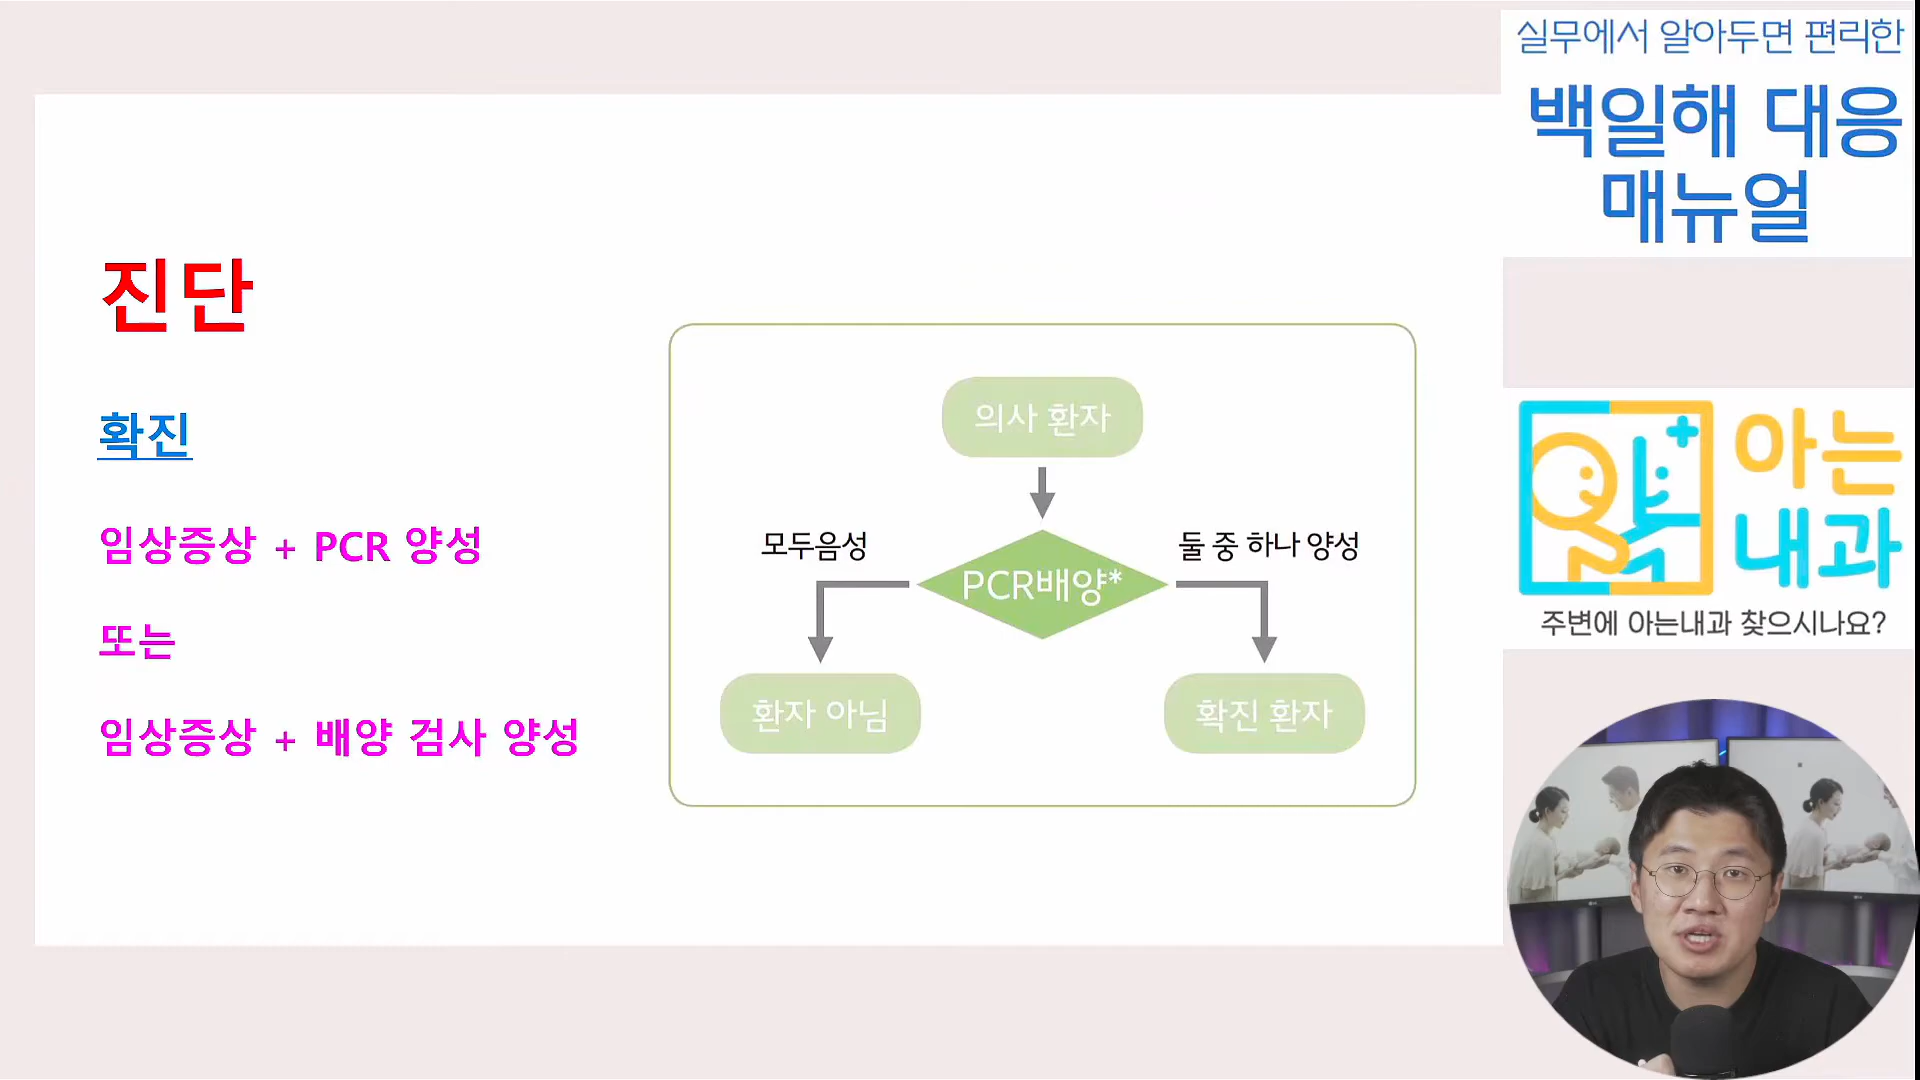 실무에서 알아두면 편리한
백일해 대응
매뉴얼
진단
확진
임상증상 + PCR 양성
또는
임상증상 + 배양 검사 양성
의사 환자
모두음성
둘 중 하나 양성
PCR배양*
환자 아님
확진 환자
아는
내과
주변에 아는내과 찾으시나요?